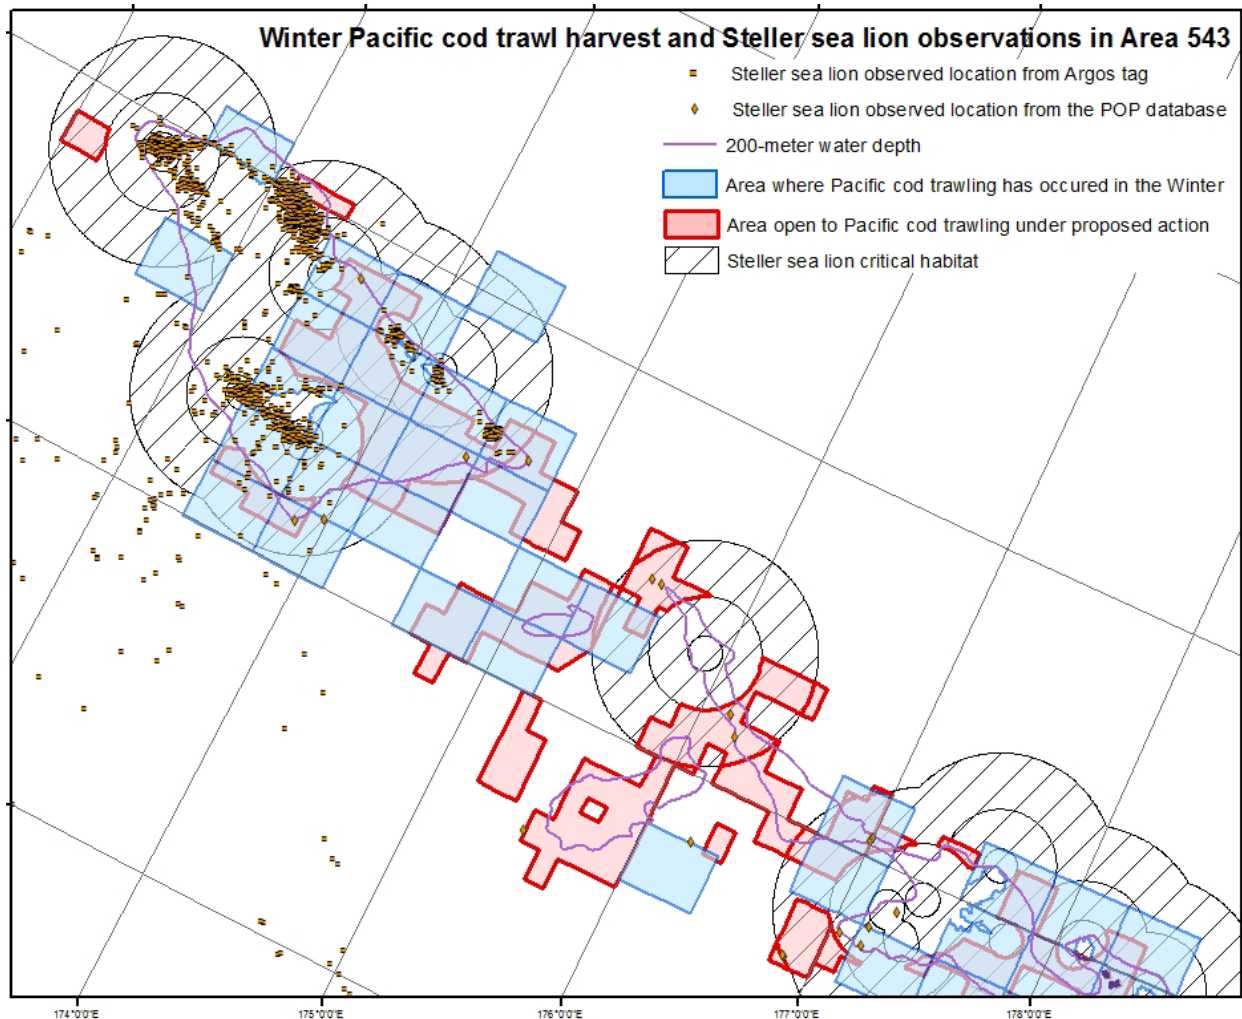 Winter Pacific cod trawl harvest and Steller sea lion observations in Area 543
Steller sea lion observed location from Argos tag
Steller sea lion observed location from the POP database
200-meter water depth
Area where Pacific cod trawling has occured in the Winter
Area open to Pacific cod trawling under proposed action
Steller sea lion critical habitat
174°0'0"E
175°0'0"E
176°0'0"E
177°0'0"E
178°0'0"E